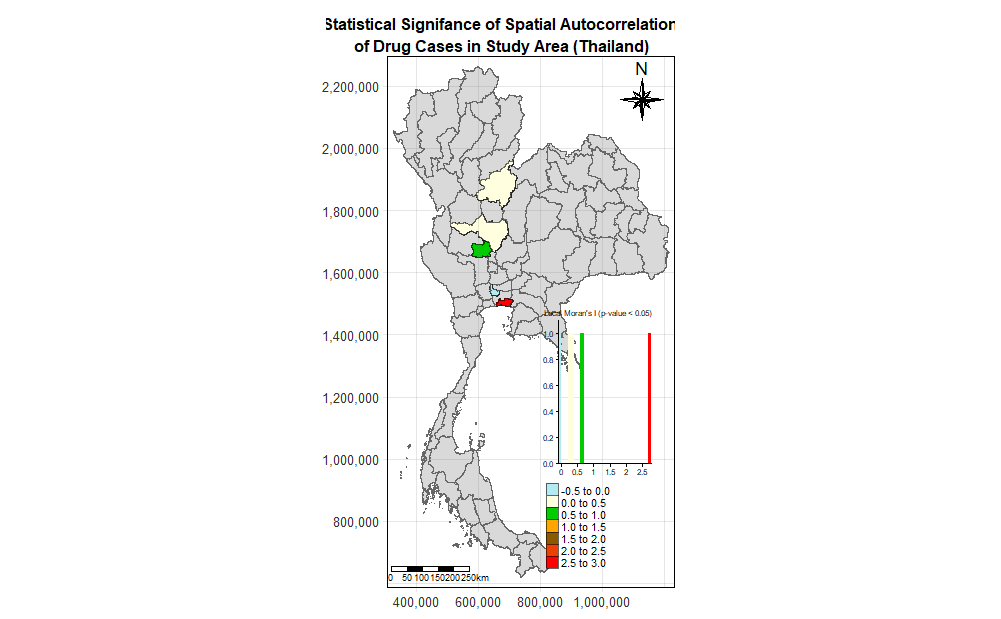 Statistical Signifance of Spatial Autocorrelation
of Drug Cases in Study Area (Thailand)
N
2,200,000
2,000,000
1,800,000
1,600,000
1,400,000
1,200,000
1,000,000
800,000
Local Moran's I (p-value < 0.05)
1.0
0.8
0.6
0.4
0.2
0.0
0 0.5 1 1.5 2 2.5
-0.5 to 0.0
0.0 to 0.5
0.5 to 1.0
1.0 to 1.5
1.5 to 2.0
2.0 to 2.5
2.5 to 3.0
0 50 100 150 200 250km
400,000 600,000 800,000 1,000,000